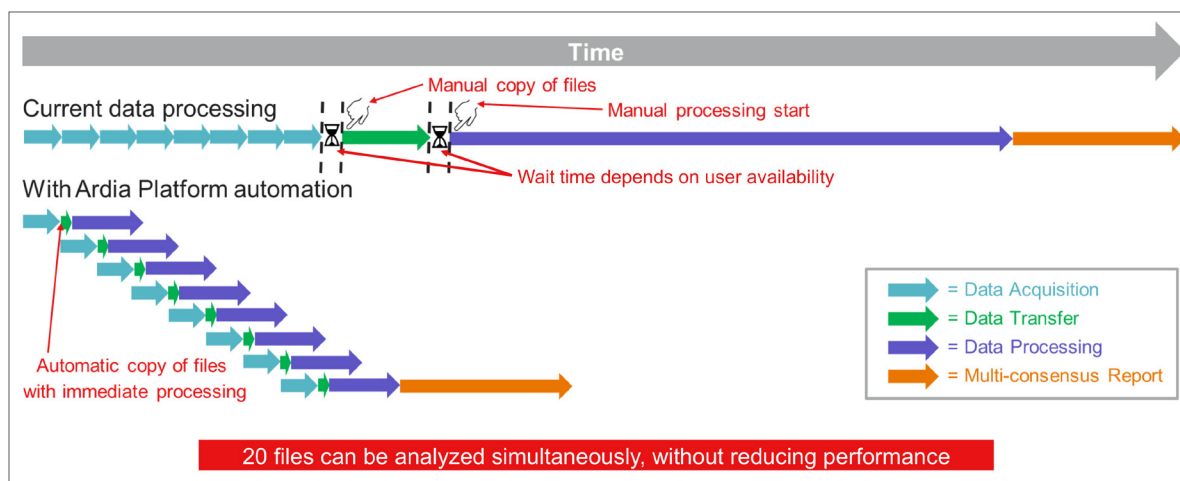 Time
Manual copy of files
Current data processing
Manual processing start
Wait time depends on user availability
With Ardia Platform automation
= Data Acquisition
= Data Transfer
= Data Processing
= Multi-consensus Report
Automatic copy of files
with immediate processing
20 files can be analyzed simultaneously, without reducing performance